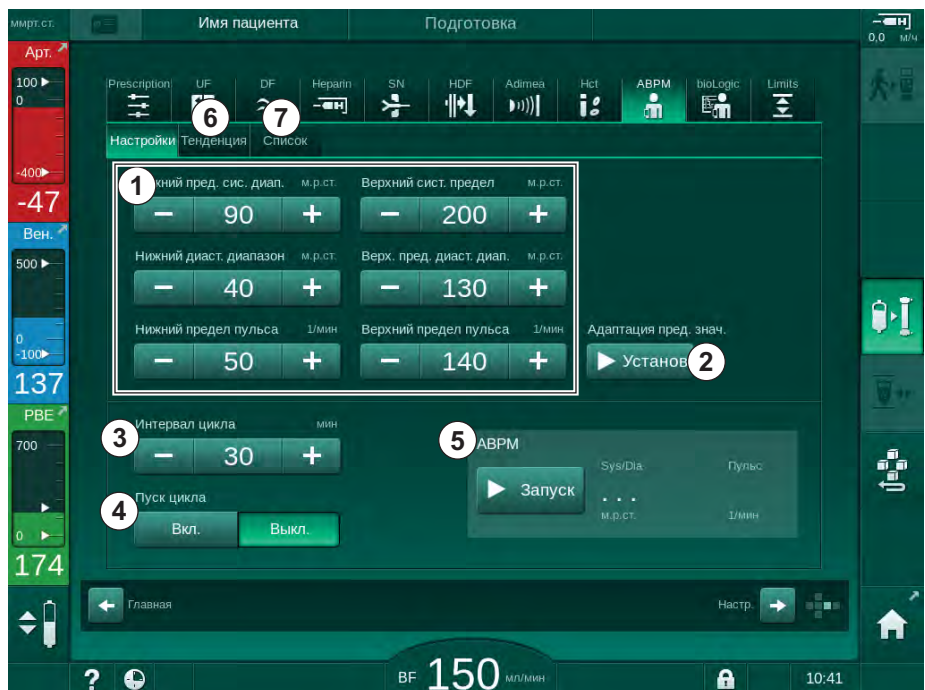 ммрт.ст. Имя пациента Подготовка
0,0 м/ч
Арт.
100
0
-400
-47
Вен.
500
0
-100
137
PBE
700
0
174
Prescription UF DF Heparin SN HDF Adimea Hct ABPM bioLogic Limits
6 7
Настройки Тенденция Список
1
пред. сис. диап. м.р.ст. Верхний сист. предел м.р.ст.
− 90 + − 200 +
Нижний диаст. диапазон м.р.ст. Верх. пред. диаст. диап. м.р.ст.
− 40 + − 130 +
Нижний предел пульса 1/мин Верхний предел пульса 1/мин Адаптация пред. знач.
− 50 + − 140 + Установ 2
3 Интервал цикла мин
− 30 +
4 Пуск цикла
Вкл. Выкл.
5 АВРМ
Sys/Dia Пульс
Запуск . . .
м.р.ст. 1/мин
Главная Настр.
? BF 150 мл/мин 10:41